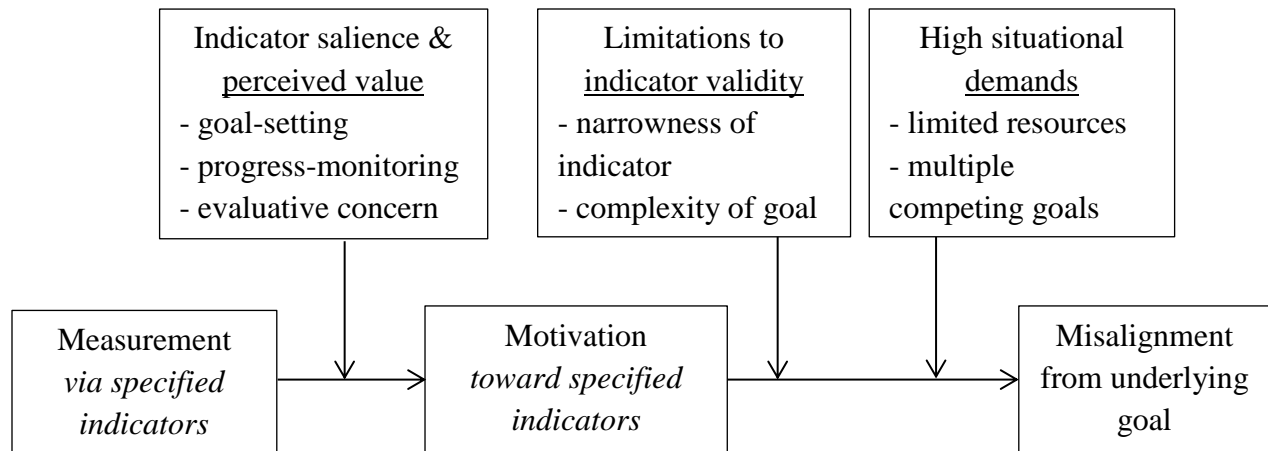 Indicator salience &
perceived value
- goal-setting
- progress-monitoring
- evaluative concern
Limitations to
indicator validity
- narrowness of
indicator
- complexity of goal
High situational
demands
- limited resources
- multiple
competing goals
Measurement
via specified
indicators
Motivation
toward specified
indicators
Misalignment
from underlying
goal